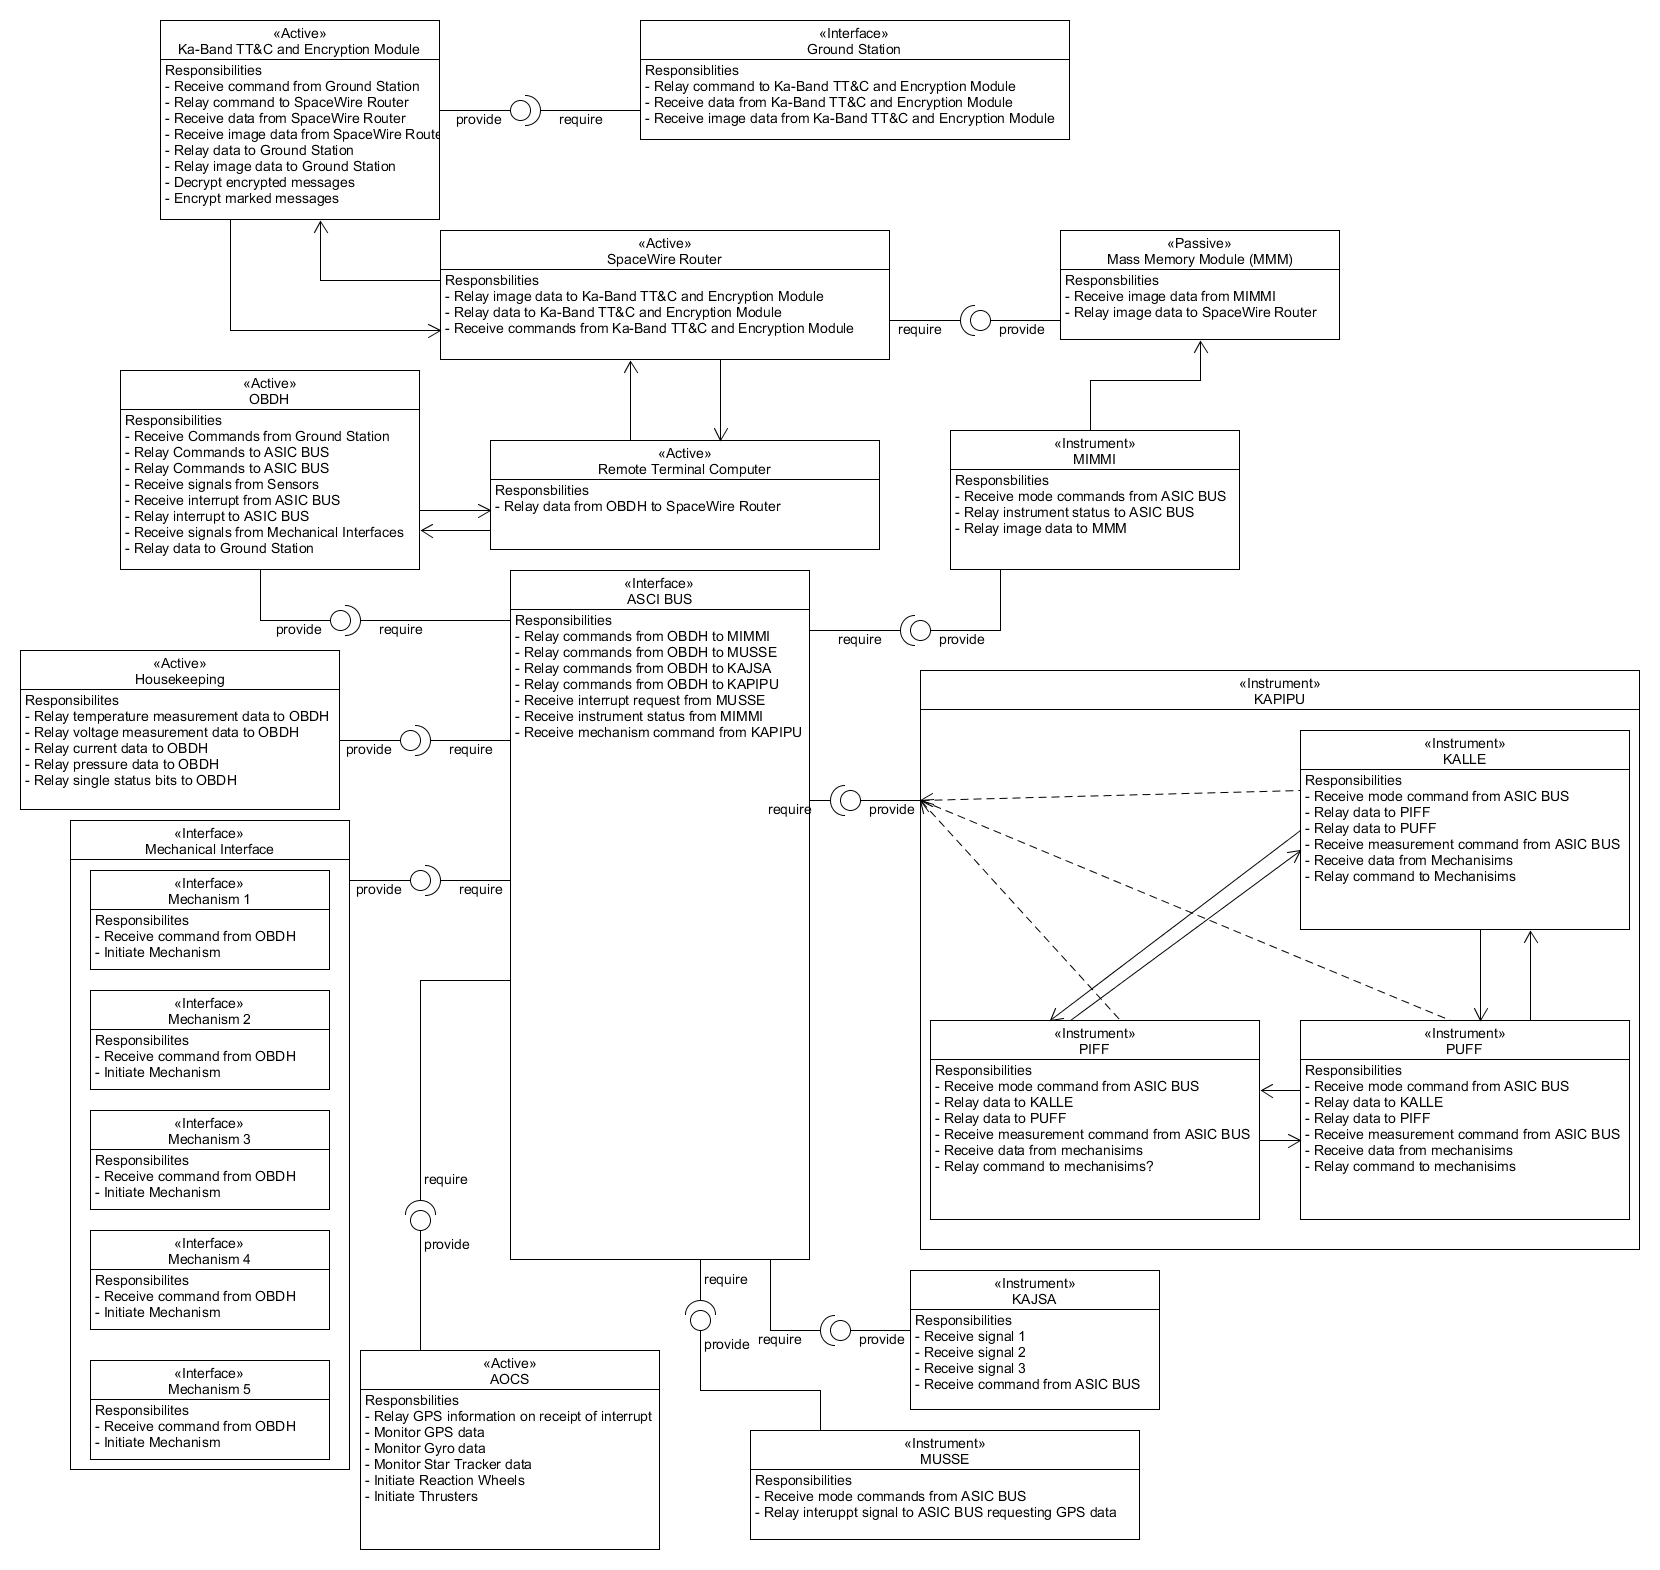 «Active»
Ka-Band TT&C and Encryption Module
Responsibilities
- Receive command from Ground Station
- Relay command to SpaceWire Router
- Receive data from SpaceWire Router
- Receive image data from SpaceWire Route
- Relay data to Ground Station
- Relay image data to Ground Station
- Decrypt encrypted messages
- Encrypt marked messages
provide
require
«Interface»
Ground Station
Responsiblities
- Relay command to Ka-Band TT&C and Encryption Module
- Receive data from Ka-Band TT&C and Encryption Module
- Receive image data from Ka-Band TT&C and Encryption Module
«Active»
SpaceWire Router
Responsbilities
- Relay image data to Ka-Band TT&C and Encryption Module
- Relay data to Ka-Band TT&C and Encryption Module
- Receive commands from Ka-Band TT&C and Encryption Module
require
provide
«Passive»
Mass Memory Module (MMM)
Responsbilities
- Receive image data from MIMMI
- Relay image data to SpaceWire Router
«Active»
OBDH
Responsibilities
- Receive Commands from Ground Station
- Relay Commands to ASIC BUS
- Relay Commands to ASIC BUS
- Receive signals from Sensors
- Receive interrupt from ASIC BUS
- Relay interrupt to ASIC BUS
- Receive signals from Mechanical Interfaces
- Relay data to Ground Station
«Active»
Remote Terminal Computer
Responsbilities
- Relay data from OBDH to SpaceWire Router
«Instrument»
MIMMI
Responsbilities
- Receive mode commands from ASIC BUS
- Relay instrument status to ASIC BUS
- Relay image data to MMM
provide
require
«Interface»
ASCI BUS
Responsibilities
- Relay commands from OBDH to MIMMI
- Relay commands from OBDH to MUSSE
- Relay commands from OBDH to KAJSA
- Relay commands from OBDH to KAPIPU
- Receive interrupt request from MUSSE
- Receive instrument status from MIMMI
- Receive mechanism command from KAPIPU
require
provide
«Active»
Housekeeping
Responsibilites
- Relay temperature measurement data to OBDH
- Relay voltage measurement data to OBDH
- Relay current data to OBDH
- Relay pressure data to OBDH
- Relay single status bits to OBDH
provide
require
require
provide
«Instrument»
KAPIPU
«Instrument»
KALLE
Responsibilities
- Receive mode command from ASIC BUS
- Relay data to PIFF
- Relay data to PUFF
- Receive measurement command from ASIC BUS
- Receive data from Mechanisims
- Relay command to Mechanisims
«Instrument»
PIFF
Responsibilities
- Receive mode command from ASIC BUS
- Relay data to KALLE
- Relay data to PUFF
- Receive measurement command from ASIC BUS
- Receive data from mechanisims
- Relay command to mechanisims?
«Instrument»
PUFF
Responsibilities
- Receive mode command from ASIC BUS
- Relay data to KALLE
- Relay data to PIFF
- Receive measurement command from ASIC BUS
- Receive data from mechanisims
- Relay command to mechanisims
«Interface»
Mechanical Interface
provide
require
«Interface»
Mechanism 1
Responsibilites
- Receive command from OBDH
- Initiate Mechanism
«Interface»
Mechanism 2
Responsibilites
- Receive command from OBDH
- Initiate Mechanism
«Interface»
Mechanism 3
Responsibilites
- Receive command from OBDH
- Initiate Mechanism
«Interface»
Mechanism 4
Responsibilites
- Receive command from OBDH
- Initiate Mechanism
«Interface»
Mechanism 5
Responsibilites
- Receive command from OBDH
- Initiate Mechanism
require
provide
«Active»
AOCS
Responsbilities
- Relay GPS information on receipt of interrupt
- Monitor GPS data
- Monitor Gyro data
- Monitor Star Tracker data
- Initiate Reaction Wheels
- Initiate Thrusters
require
provide
require
provide
«Instrument»
KAJSA
Responsibilities
- Receive signal 1
- Receive signal 2
- Receive signal 3
- Receive command from ASIC BUS
«Instrument»
MUSSE
Responsibilities
- Receive mode commands from ASIC BUS
- Relay interuppt signal to ASIC BUS requesting GPS data